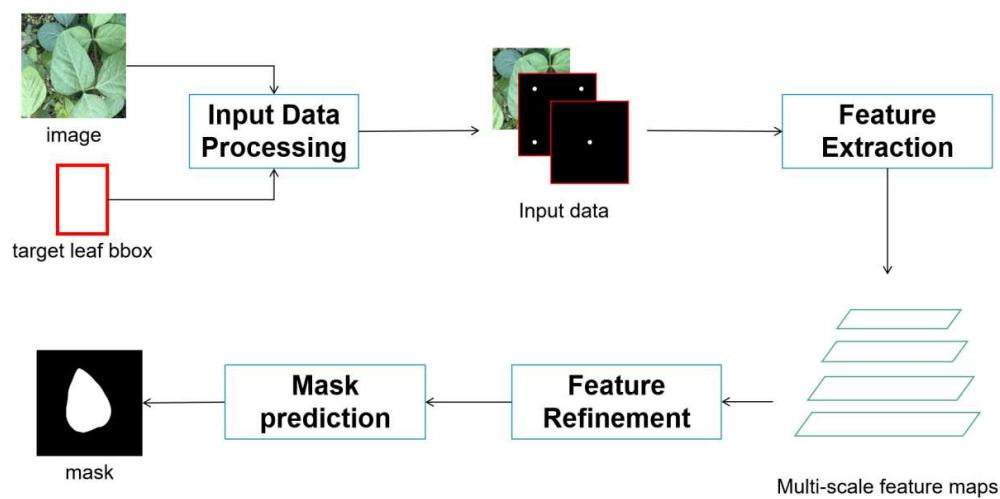 image
Input Data
Processing
target leaf bbox
Input data
Feature
Extraction
Multi-scale feature maps
Feature
Refinement
Mask
prediction
mask